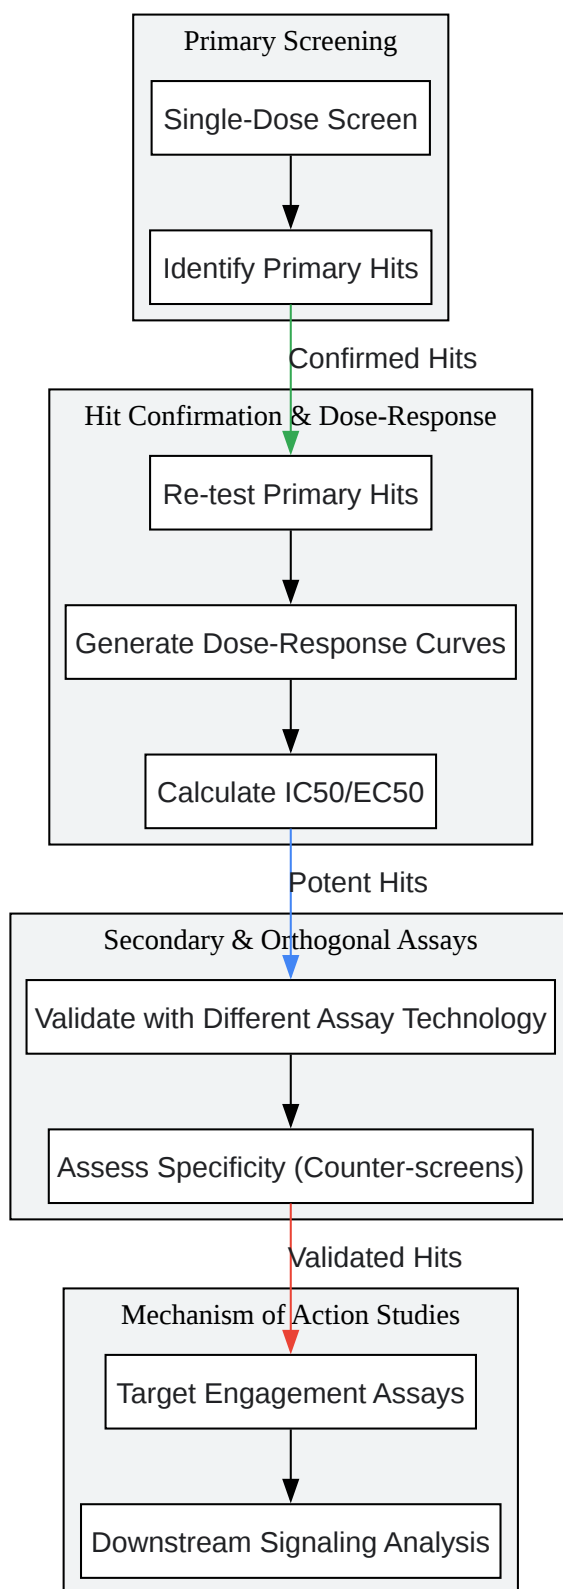 Primary Screening
Single-Dose Screen
Identify Primary Hits
Confirmed Hits
Hit Confirmation & Dose-Response
Re-test Primary Hits
Generate Dose-Response Curves
Calculate IC50/EC50
Potent Hits
Secondary & Orthogonal Assays
Validate with Different Assay Technology
Assess Specificity (Counter-screens)
Validated Hits
Mechanism of Action Studies
Target Engagement Assays
Downstream Signaling Analysis